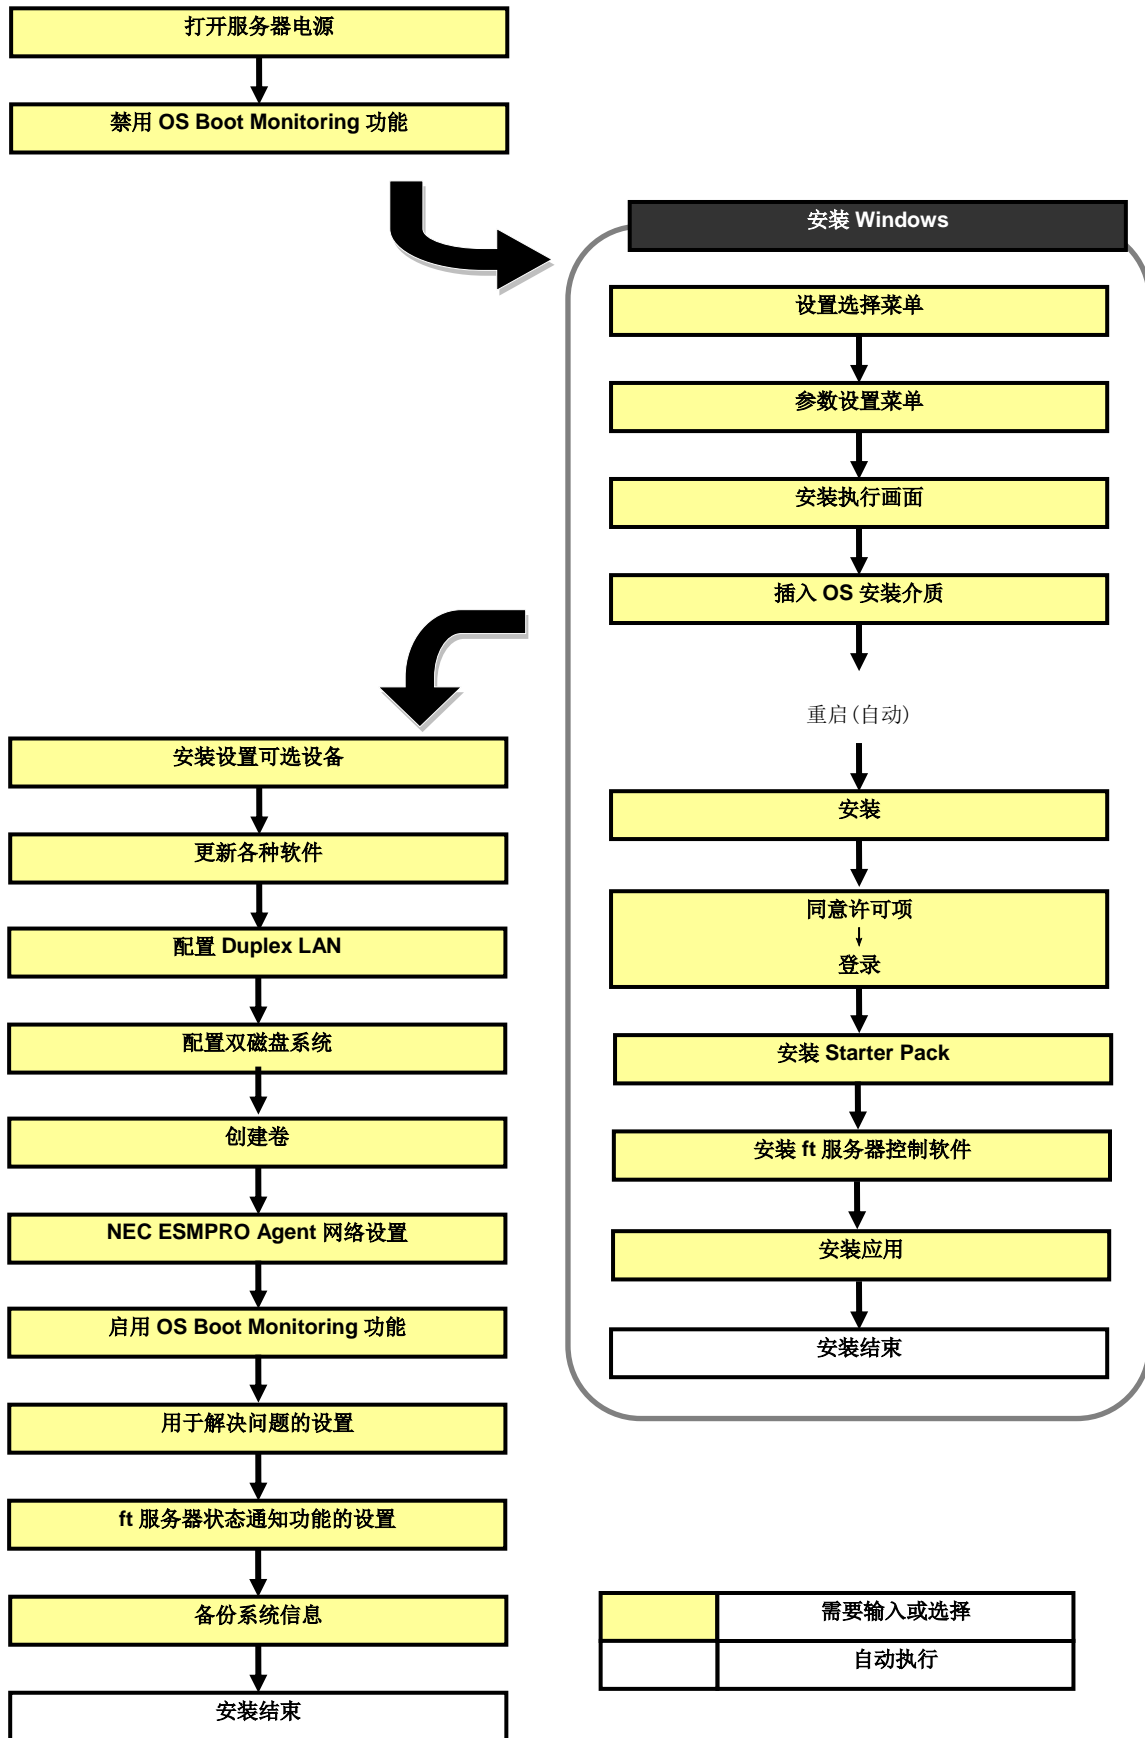 打开服务器电源
禁用 OS Boot Monitoring 功能
安装 Windows
设置选择菜单
参数设置菜单
安装执行画面
插入 OS 安装介质
重启(自动)
安装
同意许可项
↓
登录
安装 Starter Pack
安装 ft 服务器控制软件
安装应用
安装结束
安装设置可选设备
更新各种软件
配置 Duplex LAN
配置双磁盘系统
创建卷
NEC ESMPRO Agent 网络设置
启用 OS Boot Monitoring 功能
用于解决问题的设置
ft 服务器状态通知功能的设置
备份系统信息
安装结束
需要输入或选择
自动执行